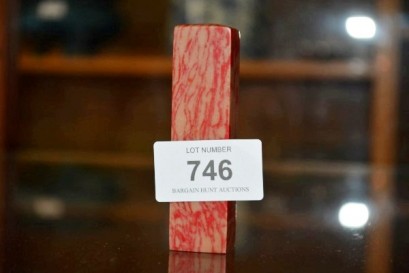 LOT NUMBER
746
BARGAIN HUNT AUCTIONS